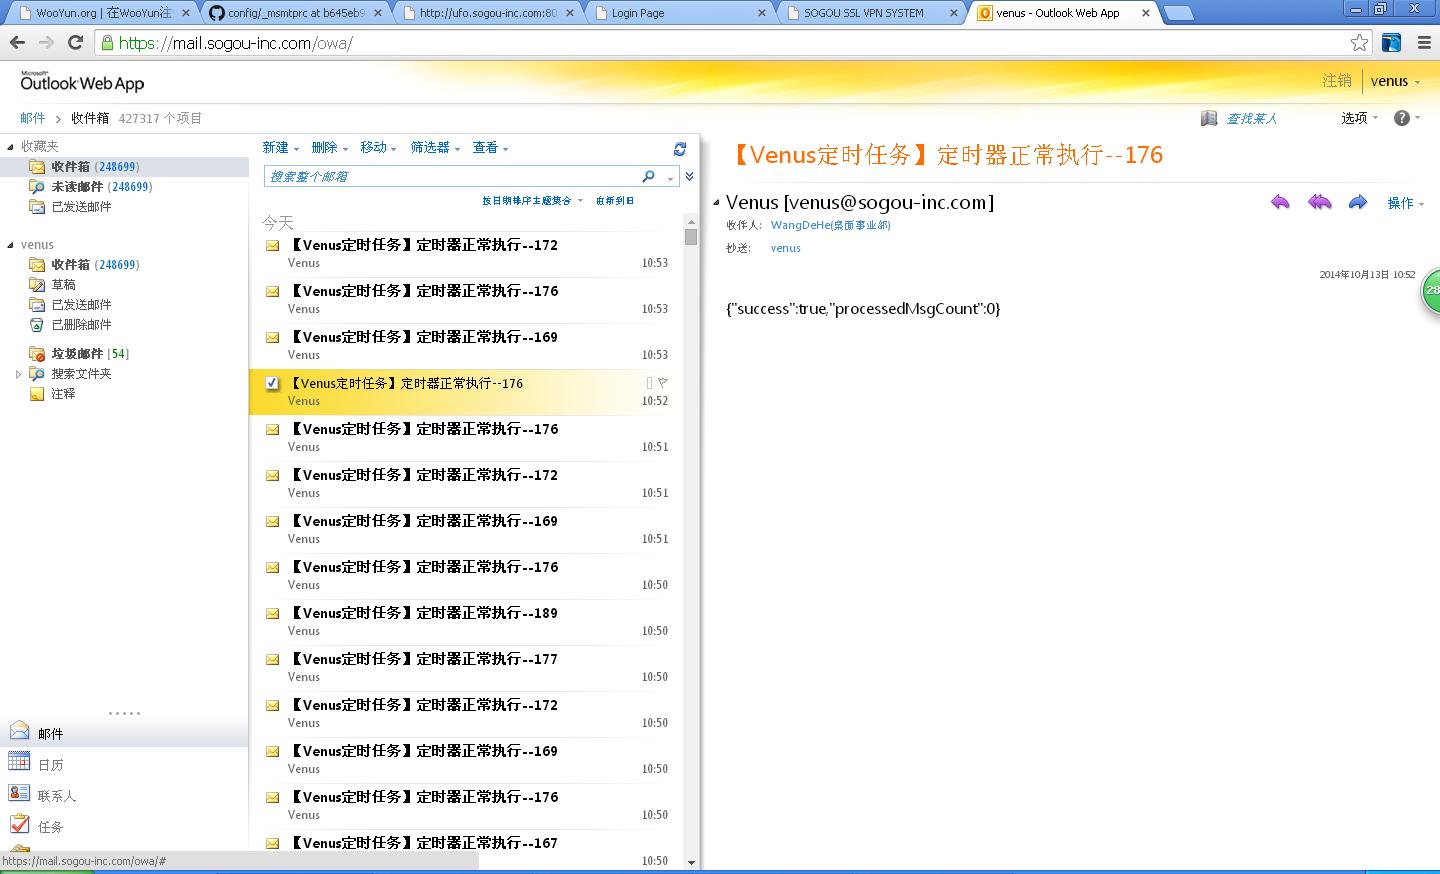 WooYun.org | 在WooYun注
config/_msmtprc at b645eb9
http://ufo.sogou-inc.com:80
Login Page
SOGOU SSL VPN SYSTEM
venus - Outlook Web App
https://mail.sogou-inc.com/owa/
Microsoft
Outlook Web App
注销
venus
邮件 > 收件箱 427317 个项目
查找某人
选项
收藏夹
收件箱 (248699)
未读邮件 (248699)
已发送邮件
venus
收件箱 (248699)
草稿
已发送邮件
已删除邮件
垃圾邮件 [54]
搜索文件夹
注释
邮件
日历
联系人
任务
https://mail.sogou-inc.com/owa/#
新建 删除 移动 筛选器 查看
搜索整个邮箱
按日期排序主题集合 由新到旧
今天
【Venus定时任务】定时器正常执行--172
Venus 10:53
【Venus定时任务】定时器正常执行--176
Venus 10:53
【Venus定时任务】定时器正常执行--169
Venus 10:53
【Venus定时任务】定时器正常执行--176
Venus 10:52
【Venus定时任务】定时器正常执行--176
Venus 10:51
【Venus定时任务】定时器正常执行--172
Venus 10:51
【Venus定时任务】定时器正常执行--169
Venus 10:51
【Venus定时任务】定时器正常执行--176
Venus 10:50
【Venus定时任务】定时器正常执行--189
Venus 10:50
【Venus定时任务】定时器正常执行--177
Venus 10:50
【Venus定时任务】定时器正常执行--172
Venus 10:50
【Venus定时任务】定时器正常执行--169
Venus 10:50
【Venus定时任务】定时器正常执行--176
Venus 10:50
【Venus定时任务】定时器正常执行--167
10:50
【Venus定时任务】定时器正常执行--176
Venus [venus@sogou-inc.com]
操作
收件人: WangDeHe(桌面事业部)
抄送: venus
2014年10月13日 10:52
28
{"success":true,"processedMsgCount":0}